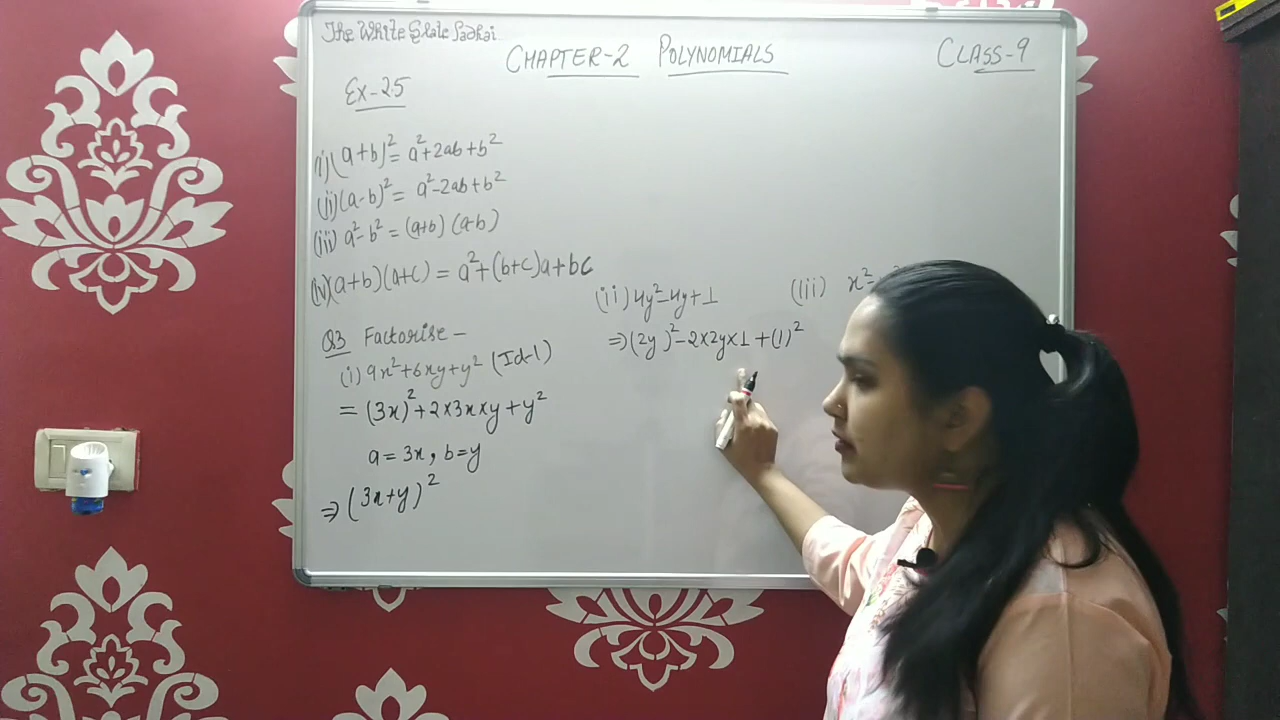 The White Slate Padhai
CHAPTER-2 POLYNOMIALS
CLASS-9
Ex-2.5
(i) (a+b)² = a²+2ab+b²
(ii) (a-b)² = a²-2ab+b²
(iii) a²-b² = (a+b) (a-b)
(iv) (a+b)(a+c) = a²+(b+c)a+bc
Q3 Factorise –
(i) 9x²+6xy+y² (Id-1)
= (3x)²+2×3x×y+y²
a=3x, b=y
⇒ (3x+y)²
(ii) 4y²-4y+1
⇒ (2y)²-2×2y×1+(1)²
(iii) x²-